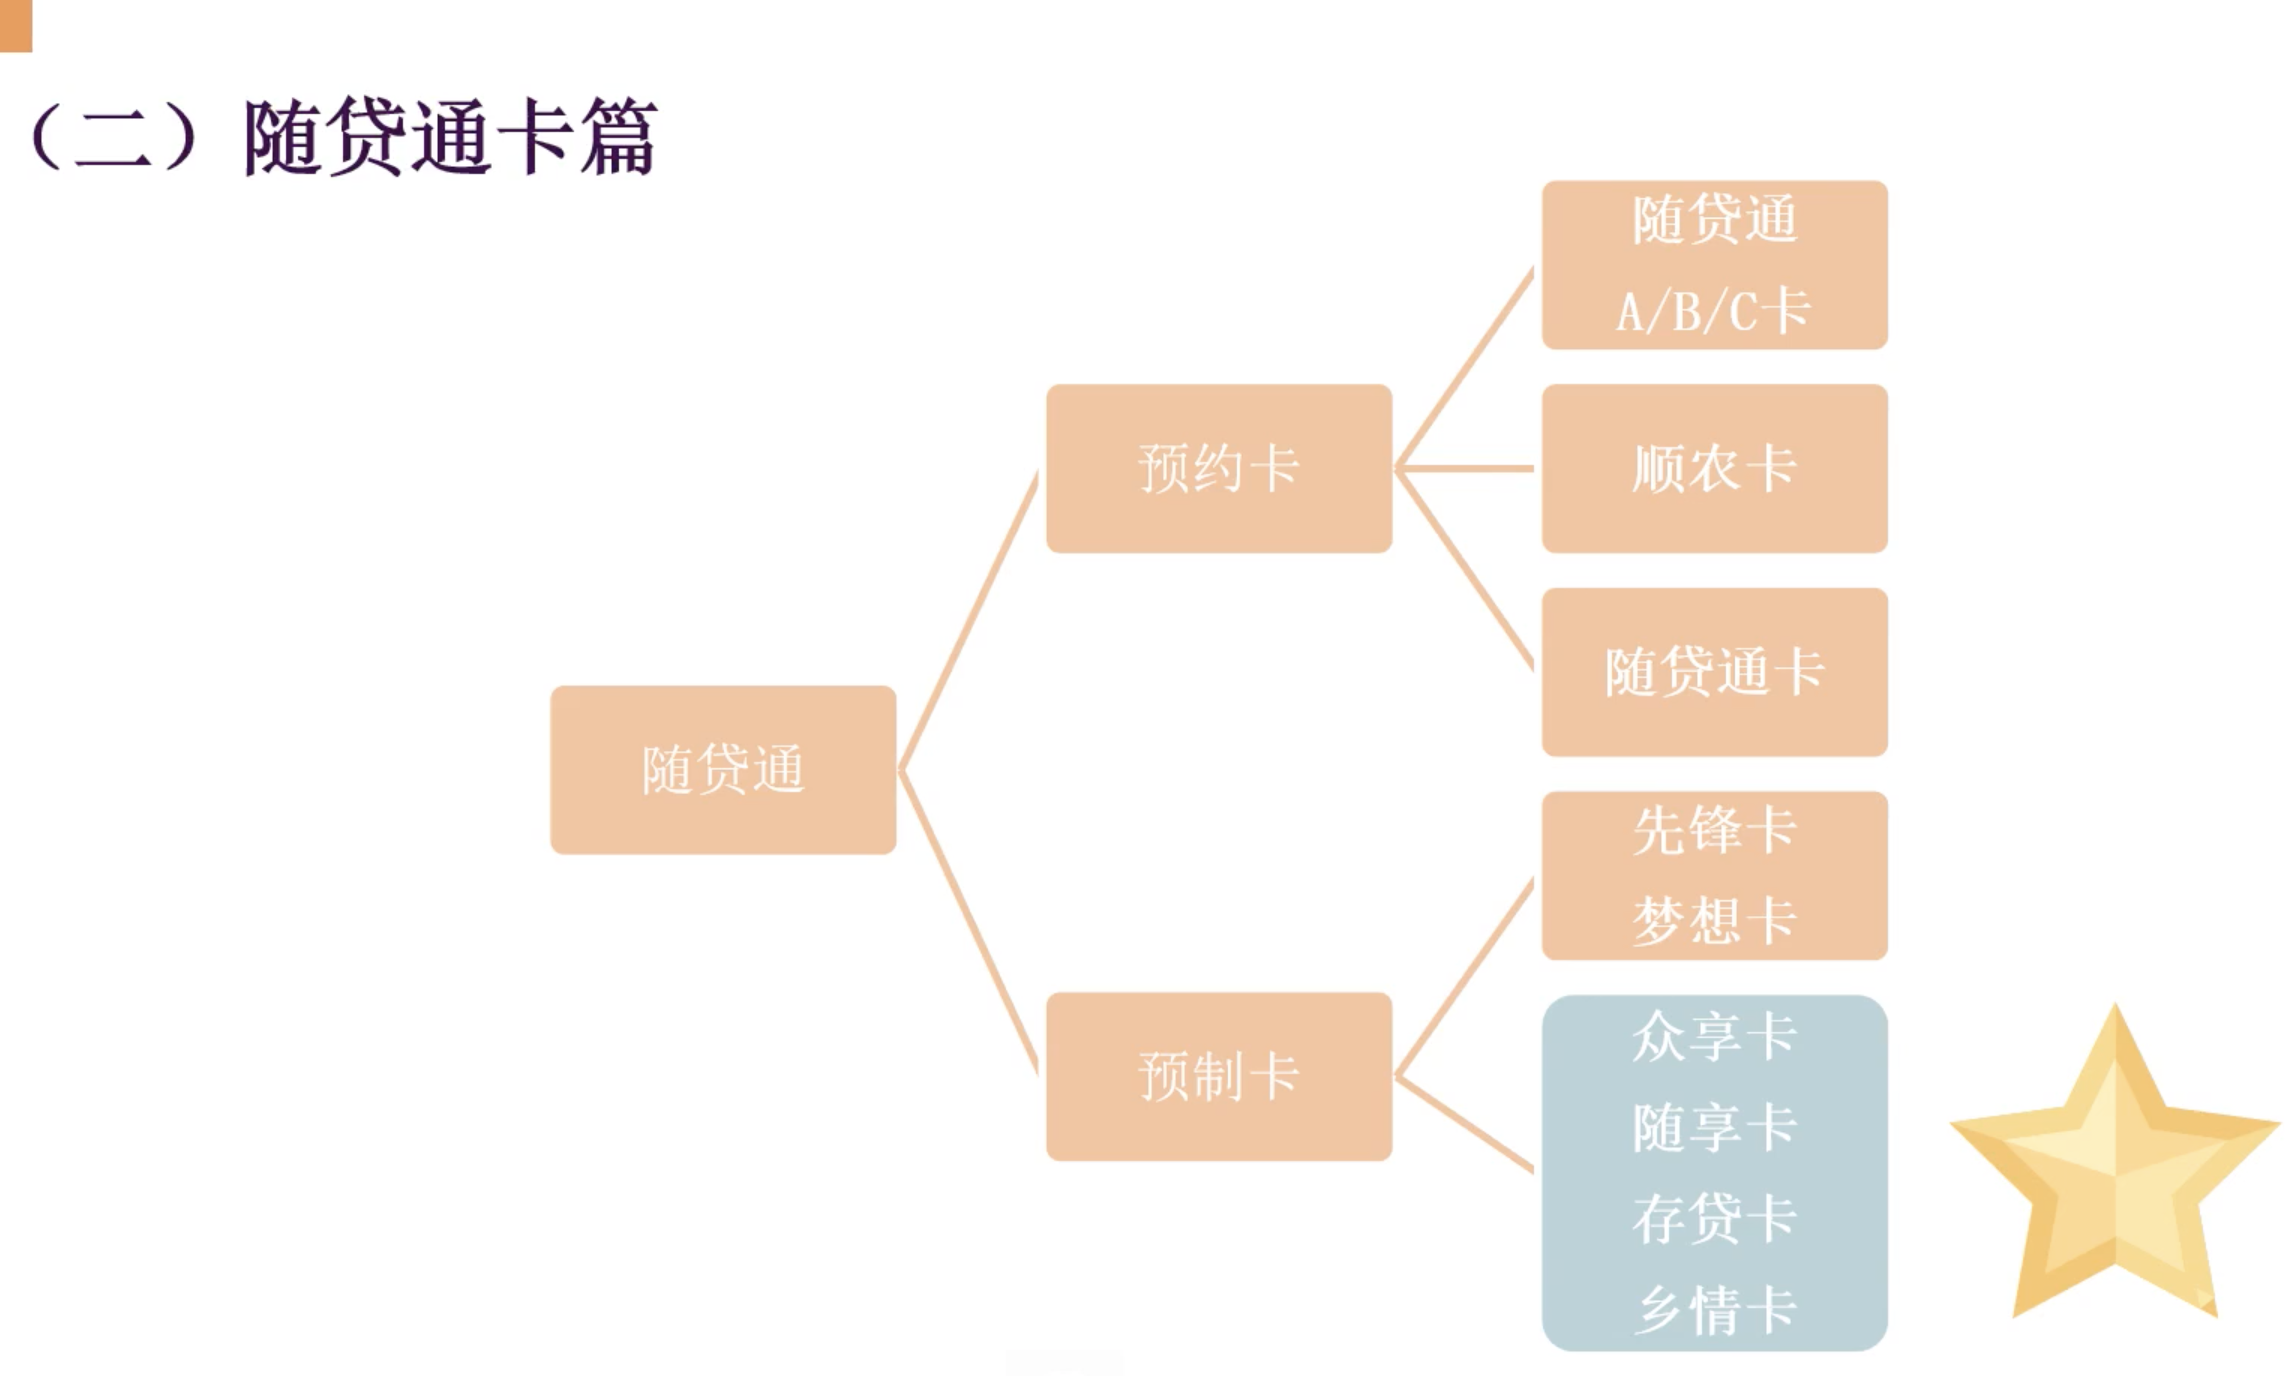 （二）随贷通卡篇
随贷通
预约卡
随贷通
A/B/C卡
顺农卡
随贷通卡
预制卡
先锋卡
梦想卡
众享卡
随享卡
存贷卡
乡情卡